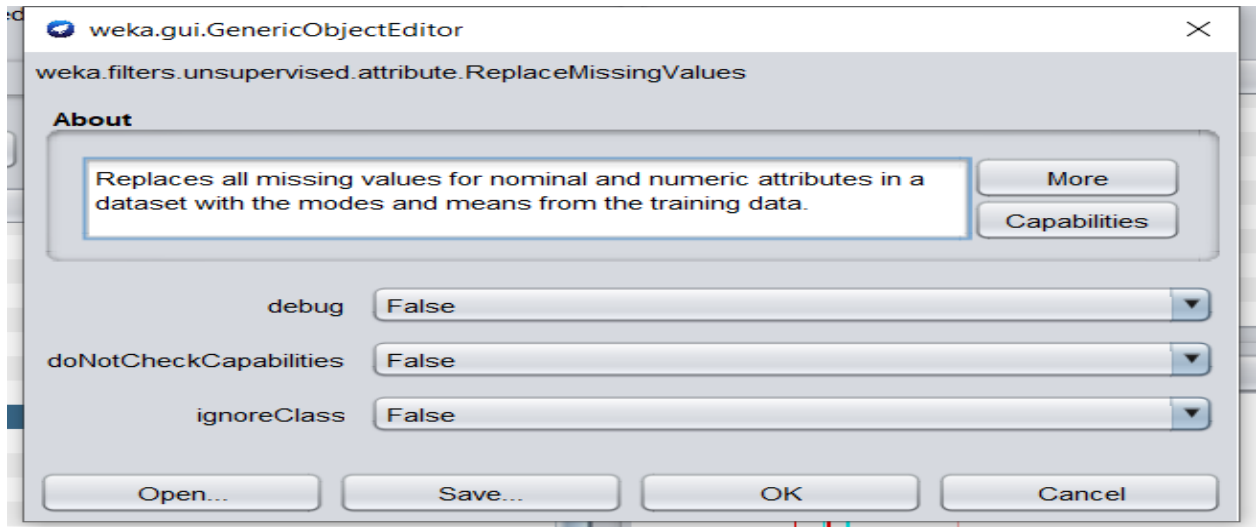 ed
weka.gui.GenericObjectEditor
weka.filters.unsupervised.attribute.ReplaceMissingValues
About
Replaces all missing values for nominal and numeric attributes in a
dataset with the modes and means from the training data.
More
Capabilities
debug False
doNotCheckCapabilities False
ignoreClass False
Open... Save... OK Cancel